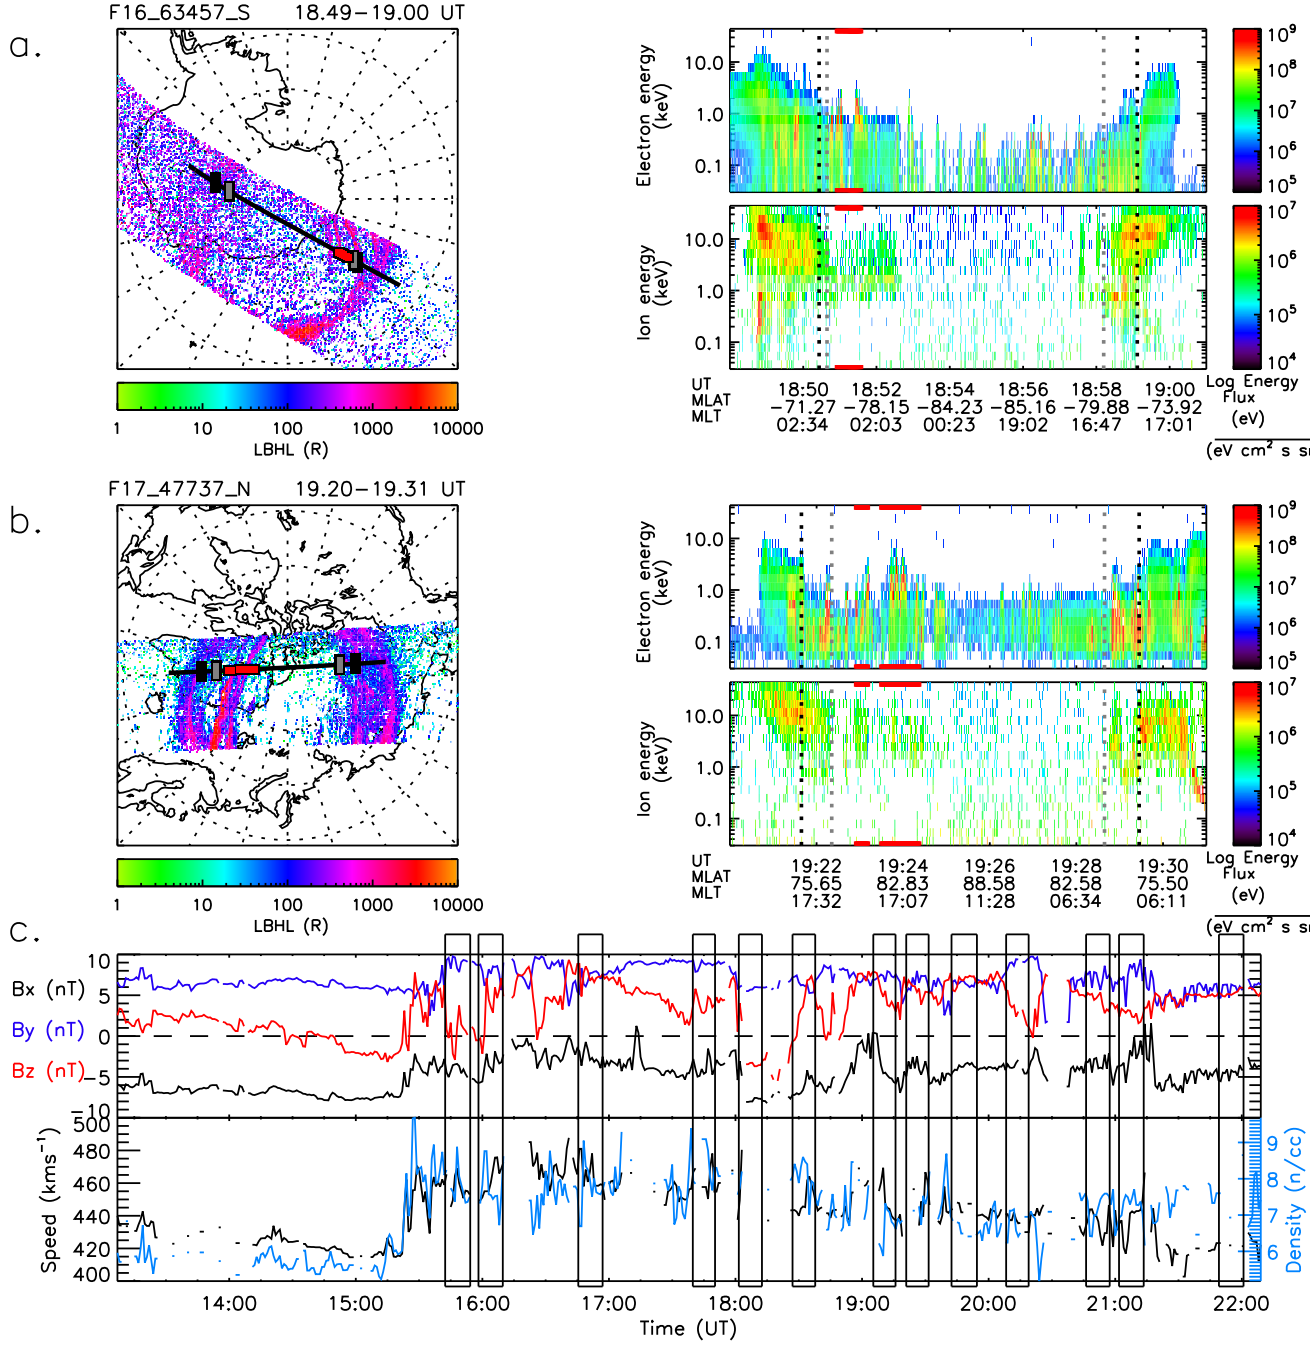 a.
F16_63457_S 18.49−19.00 UT
1 10 100 1000 10000
LBHL (R)
Electron energy
(keV)
10.0
1.0
0.1
10⁹
10⁸
10⁷
10⁶
10⁵
Ion energy
(keV)
10.0
1.0
0.1
10⁷
10⁶
10⁵
10⁴
UT 18:50 18:52 18:54 18:56 18:58 19:00
MLAT −71.27 −78.15 −84.23 −85.16 −79.88 −73.92
MLT 02:34 02:03 00:23 19:02 16:47 17:01
Log Energy
Flux
(eV)
(eV cm² s
b.
F17_47737_N 19.20−19.31 UT
1 10 100 1000 10000
LBHL (R)
Electron energy
(keV)
10.0
1.0
0.1
10⁹
10⁸
10⁷
10⁶
10⁵
Ion energy
(keV)
10.0
1.0
0.1
10⁷
10⁶
10⁵
10⁴
UT 19:22 19:24 19:26 19:28 19:30
MLAT 75.65 82.83 88.58 82.58 75.50
MLT 17:32 17:07 11:28 06:34 06:11
Log Energy
Flux
(eV)
(eV cm² s
c.
Bx (nT)
By (nT)
Bz (nT)
10
5
0
−5
−10
Speed (kms⁻¹)
500
480
460
440
420
400
Density (n/cc)
9
8
7
6
14:00 15:00 16:00 17:00 18:00 19:00 20:00 21:00 22:00
Time (UT)